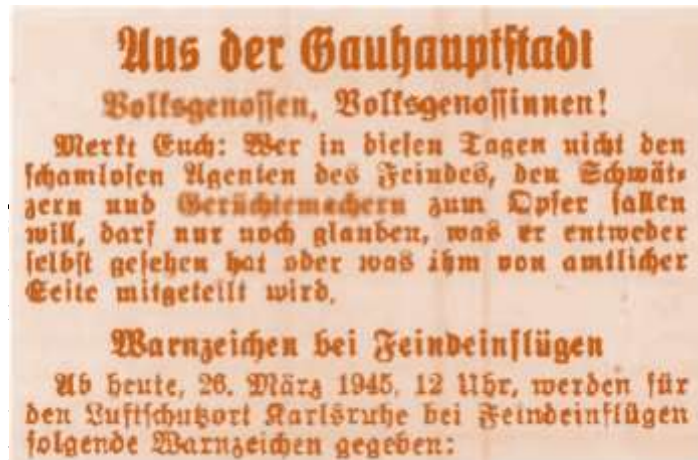 Aus der Gauhauptstadt
Volksgenossen, Volksgenossinnen!
Merkt Euch: Wer in diesen Tagen nicht den
schamlosen Agenten des Feindes, den Schwät-
zern und Gerüchtemachern zum Opfer fallen
will, darf nur noch glauben, was er entweder
selbst gesehen hat oder was ihm von amtlicher
Seite mitgeteilt wird.
Warnzeichen bei Feindeinflügen
Ab heute, 26. März 1945, 12 Uhr, werden für
den Luftschutzort Karlsruhe bei Feindeinflügen
folgende Warnzeichen gegeben: